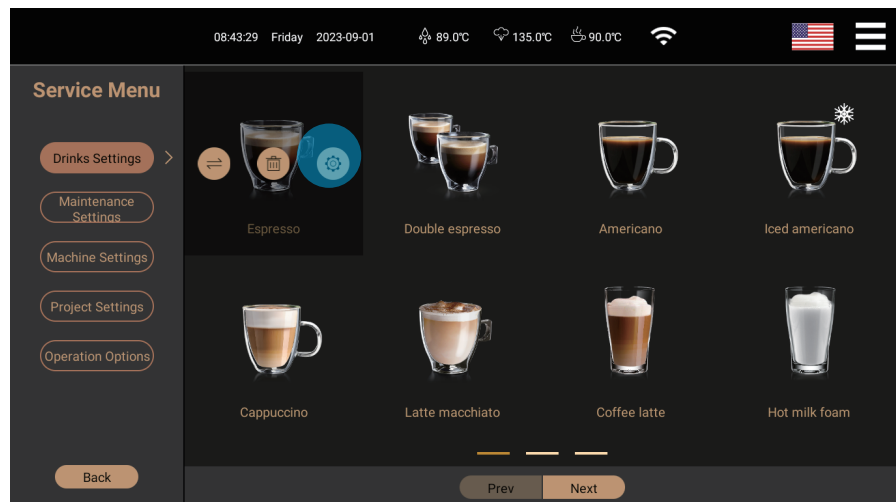 08:43:29 Friday 2023-09-01 89.0℃ 135.0℃ 90.0℃
Service Menu
Drinks Settings
Maintenance
Settings
Machine Settings
Project Settings
Operation Options
Back
Espresso
Double espresso
Americano
Iced americano
Cappuccino
Latte macchiato
Coffee latte
Hot milk foam
Prev
Next